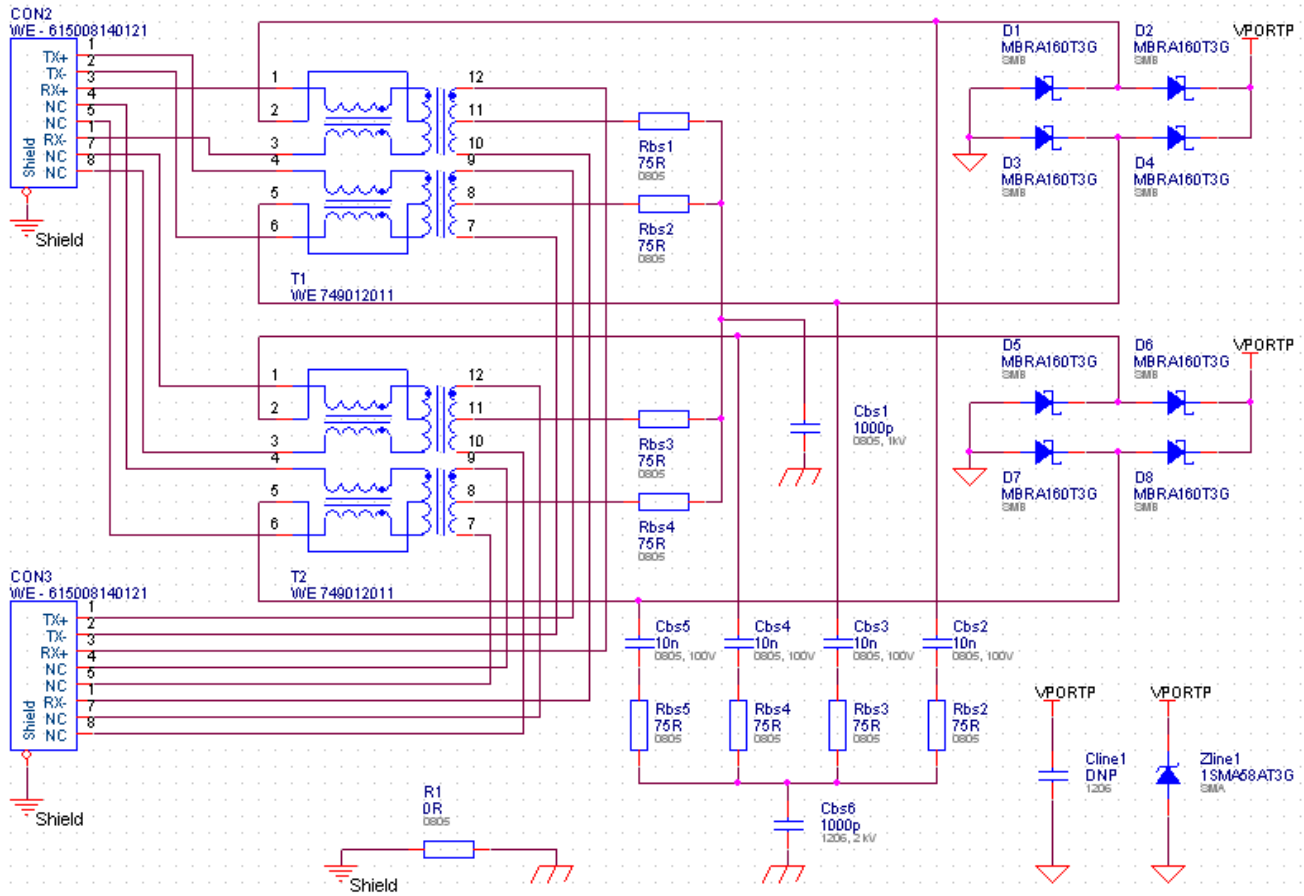 CON2
WE - 615008140121
1
TX+
2
TX-
3
RX+
4
NC
5
NC
1
RX-
7
NC
8
NC
Shield
Shield
1
2
3
4
5
6
12
11
10
9
8
7
T1
WE 749012011
Rbs1
75R
0805
Rbs2
75R
0805
D1
MBRA160T3G
SMB
D2
MBRA160T3G
SMB
VPORTP
D3
MBRA160T3G
SMB
D4
MBRA160T3G
SMB
1
2
3
4
5
6
12
11
10
9
8
7
T2
WE 749012011
Rbs3
75R
0805
Rbs4
75R
0805
Cbs1
1000p
0805, 1kV
D5
MBRA160T3G
SMB
D6
MBRA160T3G
SMB
VPORTP
D7
MBRA160T3G
SMB
D8
MBRA160T3G
SMB
CON3
WE - 615008140121
1
TX+
2
TX-
3
RX+
4
NC
5
NC
1
RX-
7
NC
8
NC
Shield
Shield
Cbs5
10n
0805, 100V
Cbs4
10n
0805, 100V
Cbs3
10n
0805, 100V
Cbs2
10n
0805, 100V
Rbs5
75R
0805
Rbs4
75R
0805
Rbs3
75R
0805
Rbs2
75R
0805
Cbs6
1000p
1206, 2kV
R1
0R
0805
Shield
VPORTP
Cline1
DNP
1206
VPORTP
Zline1
1SMA58AT3G
SMA